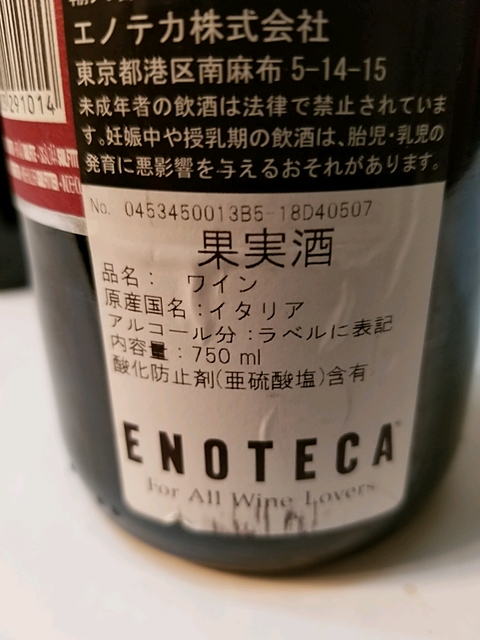 エノテカ株式会社
東京都港区南麻布 5-14-15
未成年者の飲酒は法律で禁止されていま
す。妊娠中や授乳期の飲酒は、胎児・乳児の
発育に悪影響を与えるおそれがあります。
291014
No. 0453450013B5-18D40507
果実酒
品名： ワイン
原産国名：イタリア
アルコール分：ラベルに表記
内容量：750 ml
酸化防止剤(亜硫酸塩)含有
ENOTECA
For All Wine Lovers